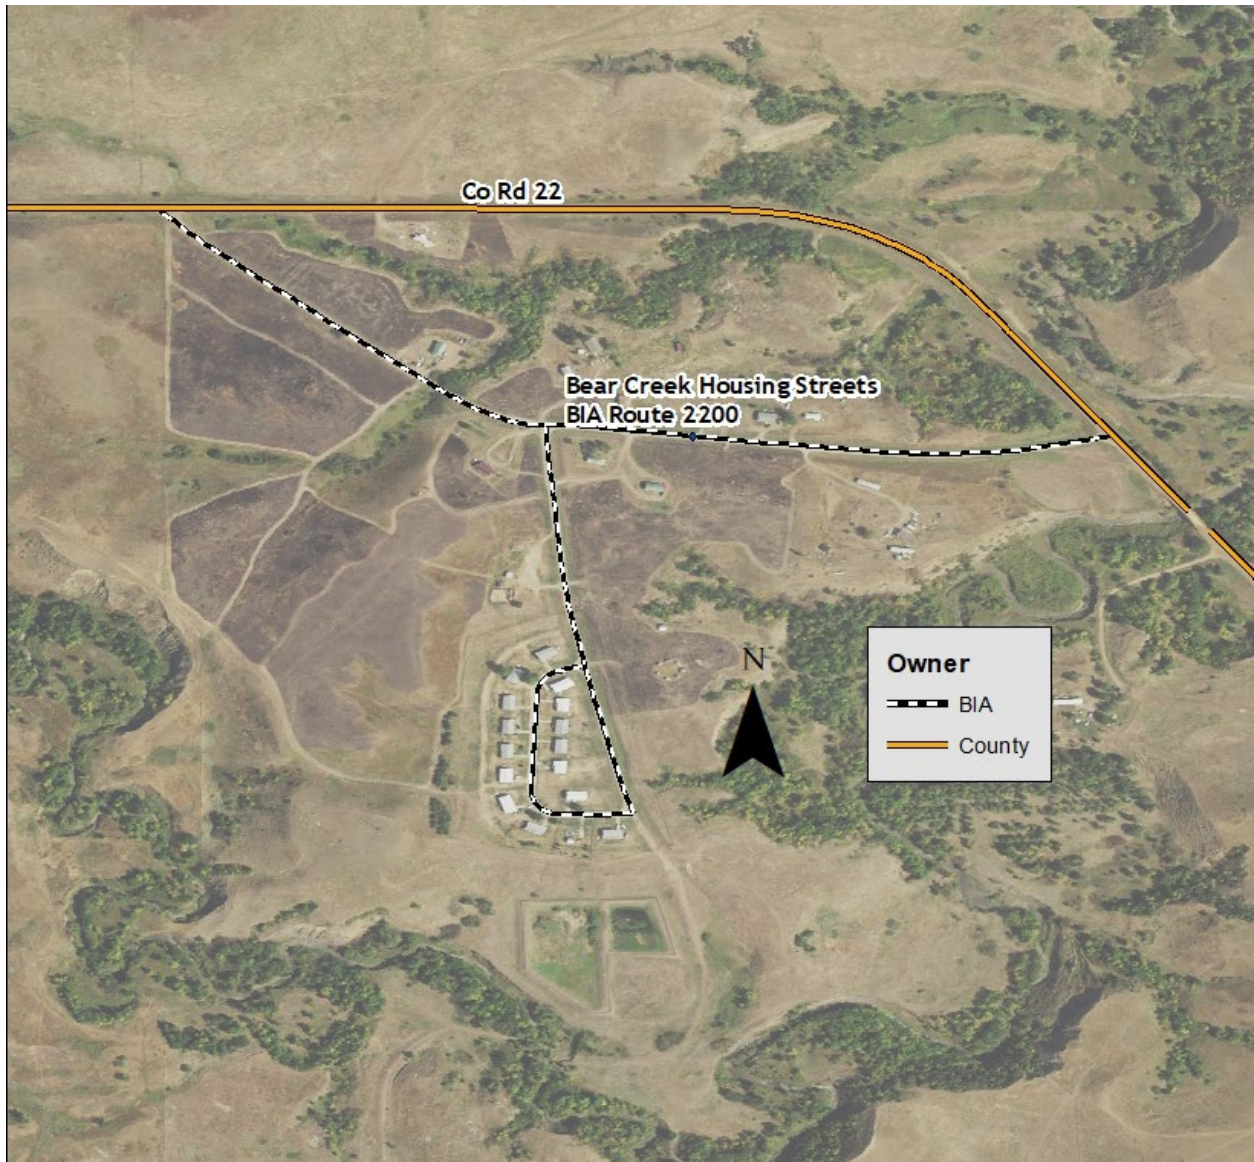 Co Rd 22
Bear Creek Housing Streets
BIA Route 2200
N
Owner
BIA
County